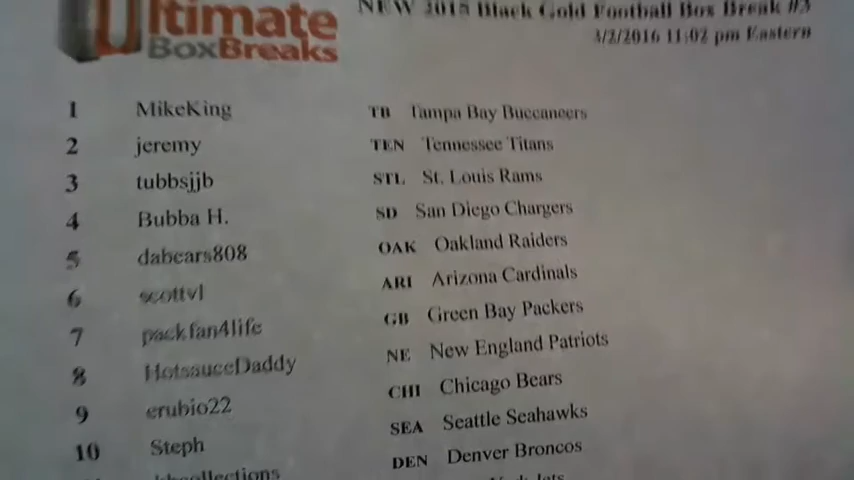 Ultimate
BoxBreaks
NEW 2015 Black Gold Football Box Break #3
3/2/2016 11:02 pm Eastern
1 MikeKing TB Tampa Bay Buccaneers
2 jeremy TEN Tennessee Titans
3 tubbsjjb STL St. Louis Rams
4 Bubba H. SD San Diego Chargers
5 dabears808 OAK Oakland Raiders
6 scottvl ARI Arizona Cardinals
7 packfan4life GB Green Bay Packers
8 HotsauceDaddy NE New England Patriots
9 erubio22 CHI Chicago Bears
10 Steph SEA Seattle Seahawks
DEN Denver Broncos